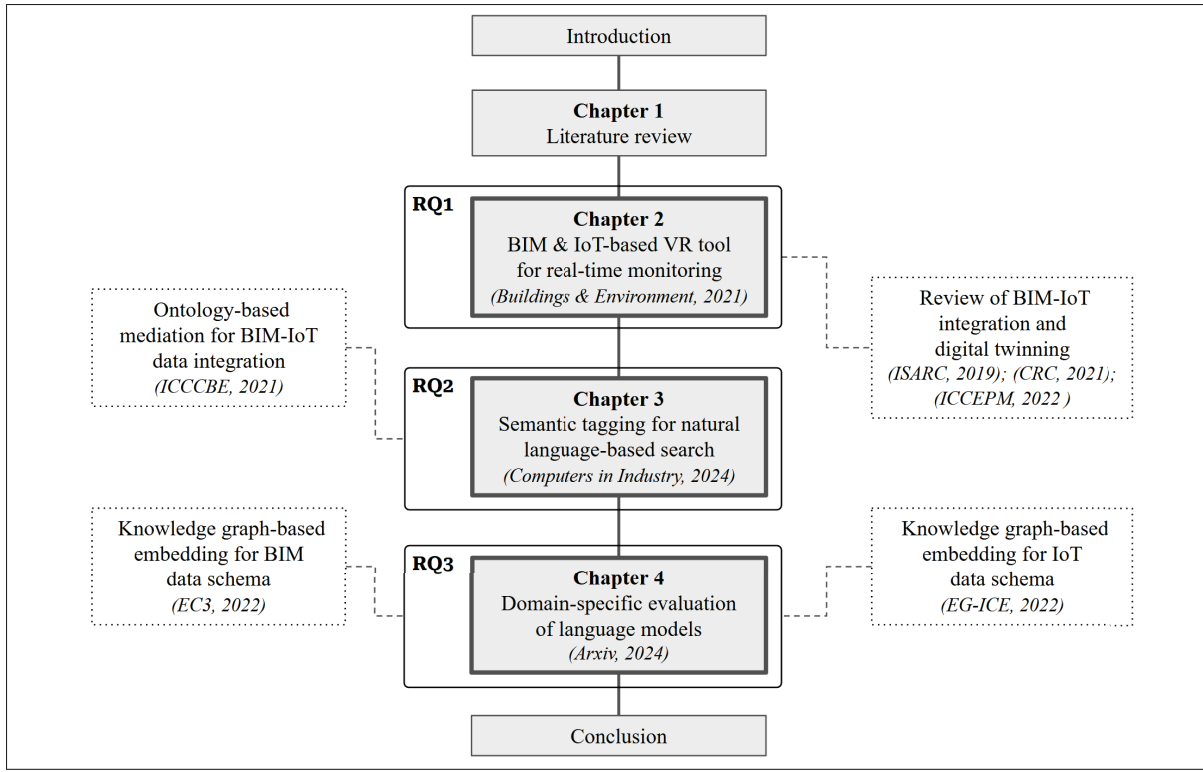 Introduction
Chapter 1
Literature review
RQ1
Chapter 2
BIM & IoT-based VR tool
for real-time monitoring
(Buildings & Environment, 2021)
Review of BIM-IoT
integration and
digital twinning
(ISARC, 2019); (CRC, 2021);
(ICCEPM, 2022 )
Ontology-based
mediation for BIM-IoT
data integration
(ICCCBE, 2021)
RQ2
Chapter 3
Semantic tagging for natural
language-based search
(Computers in Industry, 2024)
Knowledge graph-based
embedding for BIM
data schema
(EC3, 2022)
RQ3
Chapter 4
Domain-specific evaluation
of language models
(Arxiv, 2024)
Knowledge graph-based
embedding for IoT
data schema
(EG-ICE, 2022)
Conclusion